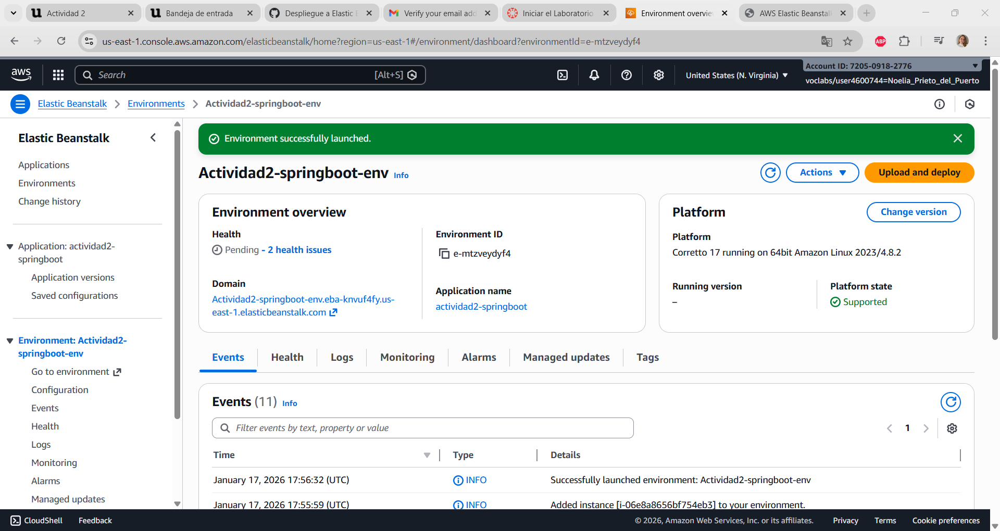 Actividad 2
Bandeja de entrada
Despliegue a Elastic
Verify your email add
Iniciar el Laboratorio
Environment overvie
AWS Elastic Beanstalk
us-east-1.console.aws.amazon.com/elasticbeanstalk/home?region=us-east-1#/environment/dashboard?environmentId=e-mtzveydyf4
ABP
aws
Search
[Alt+S]
United States (N. Virginia)
Account ID: 7205-0918-2776
voclabs/user4600744=Noelia_Prieto_del_Puerto
Elastic Beanstalk
Environments
Actividad2-springboot-env
Elastic Beanstalk
Applications
Environments
Change history
Application: actividad2-
springboot
Application versions
Saved configurations
Environment: Actividad2-
springboot-env
Go to environment
Configuration
Events
Health
Logs
Monitoring
Alarms
Managed updates
Environment successfully launched.
Actividad2-springboot-env Info
Actions
Upload and deploy
Environment overview
Health
Pending - 2 health issues
Environment ID
e-mtzveydyf4
Domain
Actividad2-springboot-env.eba-knvuf4fy.us-
east-1.elasticbeanstalk.com
Application name
actividad2-springboot
Platform
Change version
Platform
Corretto 17 running on 64bit Amazon Linux 2023/4.8.2
Running version
–
Platform state
Supported
Events
Health
Logs
Monitoring
Alarms
Managed updates
Tags
Events (11) Info
Filter events by text, property or value
1
Time
Type
Details
January 17, 2026 17:56:32 (UTC)
INFO
Successfully launched environment: Actividad2-springboot-env
January 17, 2026 17:55:59 (UTC)
INFO
Added instance [i-06e8a8656bf754eb3] to your environment.
CloudShell
Feedback
© 2026, Amazon Web Services, Inc. or its affiliates.
Privacy
Terms
Cookie preferences